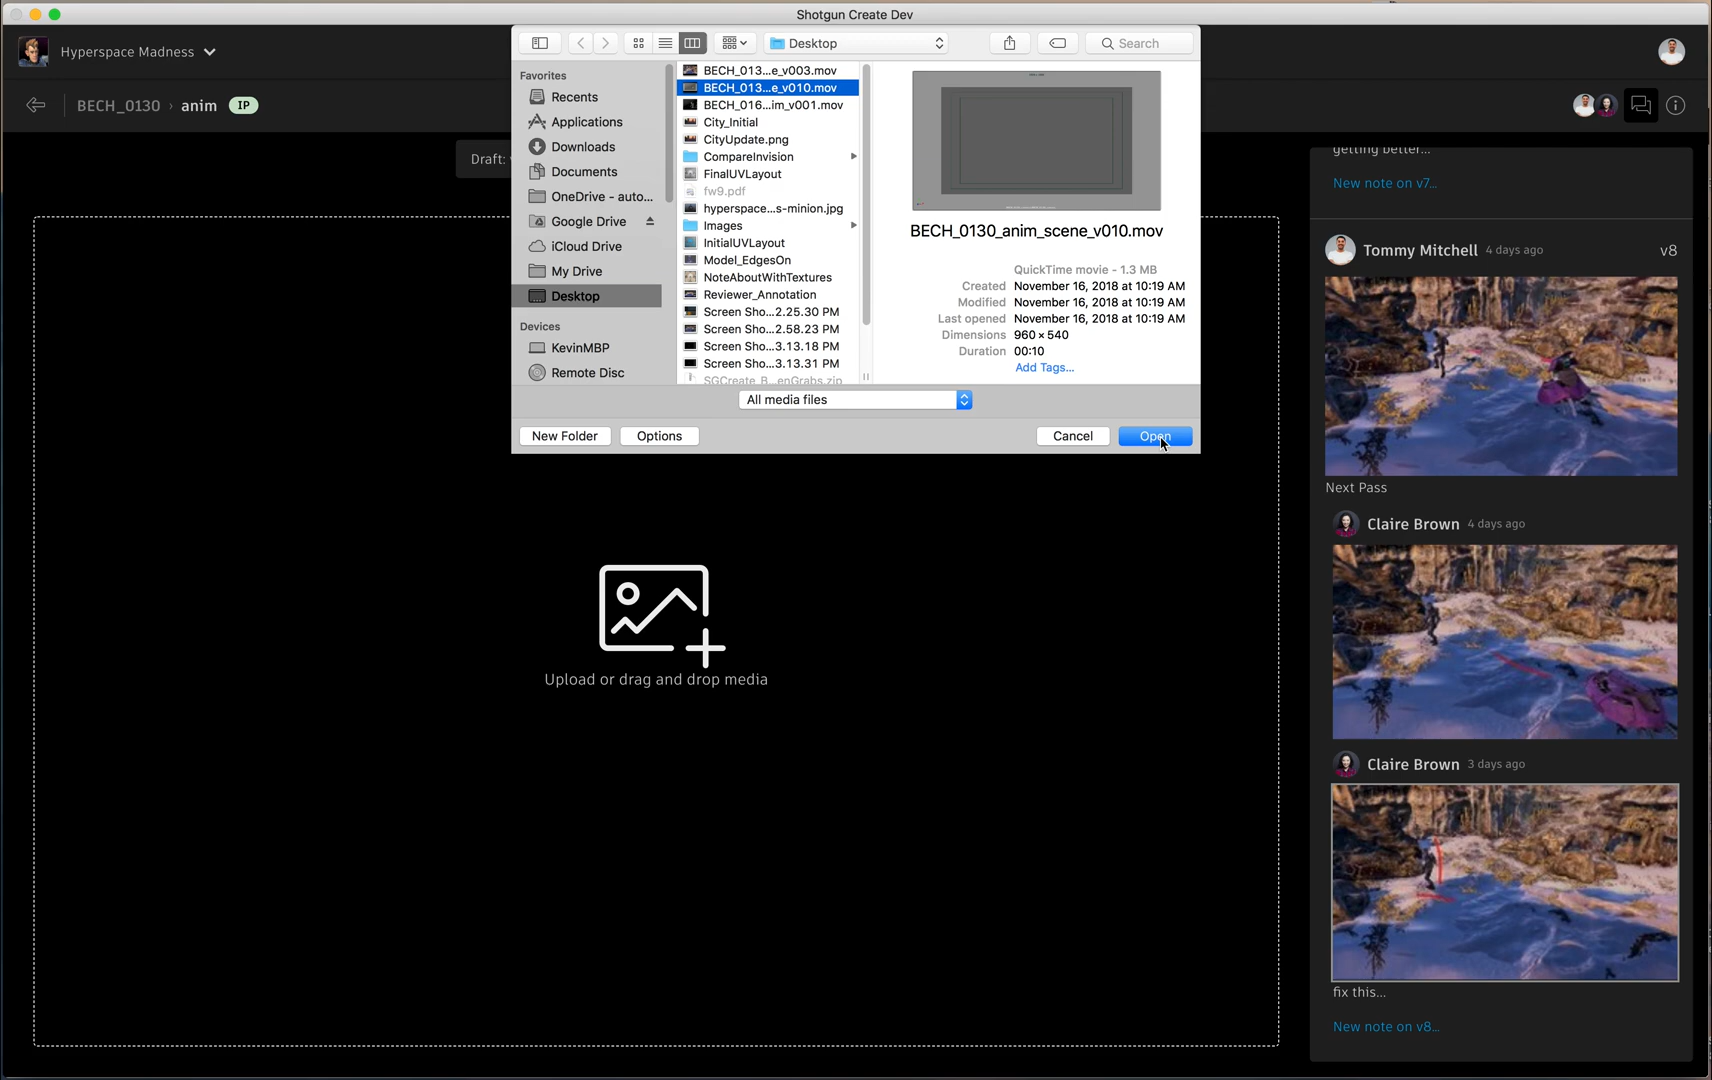 Shotgun Create Dev
Hyperspace Madness
BECH_0130 › anim IP
Draft:
Desktop
Search
Favorites
Recents
Applications
Downloads
Documents
OneDrive - auto...
Google Drive
iCloud Drive
My Drive
Desktop
Devices
KevinMBP
Remote Disc
BECH_013...e_v003.mov
BECH_013...e_v010.mov
BECH_016...im_v001.mov
City_Initial
CityUpdate.png
CompareInvision
FinalUVLayout
fw9.pdf
hyperspace...s-minion.jpg
Images
InitialUVLayout
Model_EdgesOn
NoteAboutWithTextures
Reviewer_Annotation
Screen Sho...2.25.30 PM
Screen Sho...2.58.23 PM
Screen Sho...3.13.18 PM
Screen Sho...3.13.31 PM
SGCreate_B...enGrabs.zip
BECH_0130_anim_scene_v010.mov
QuickTime movie - 1.3 MB
Created November 16, 2018 at 10:19 AM
Modified November 16, 2018 at 10:19 AM
Last opened November 16, 2018 at 10:19 AM
Dimensions 960 × 540
Duration 00:10
Add Tags...
All media files
New Folder
Options
Cancel
Open
Upload or drag and drop media
getting better...
New note on v7...
Tommy Mitchell 4 days ago v8
Next Pass
Claire Brown 4 days ago
Claire Brown 3 days ago
fix this...
New note on v8...